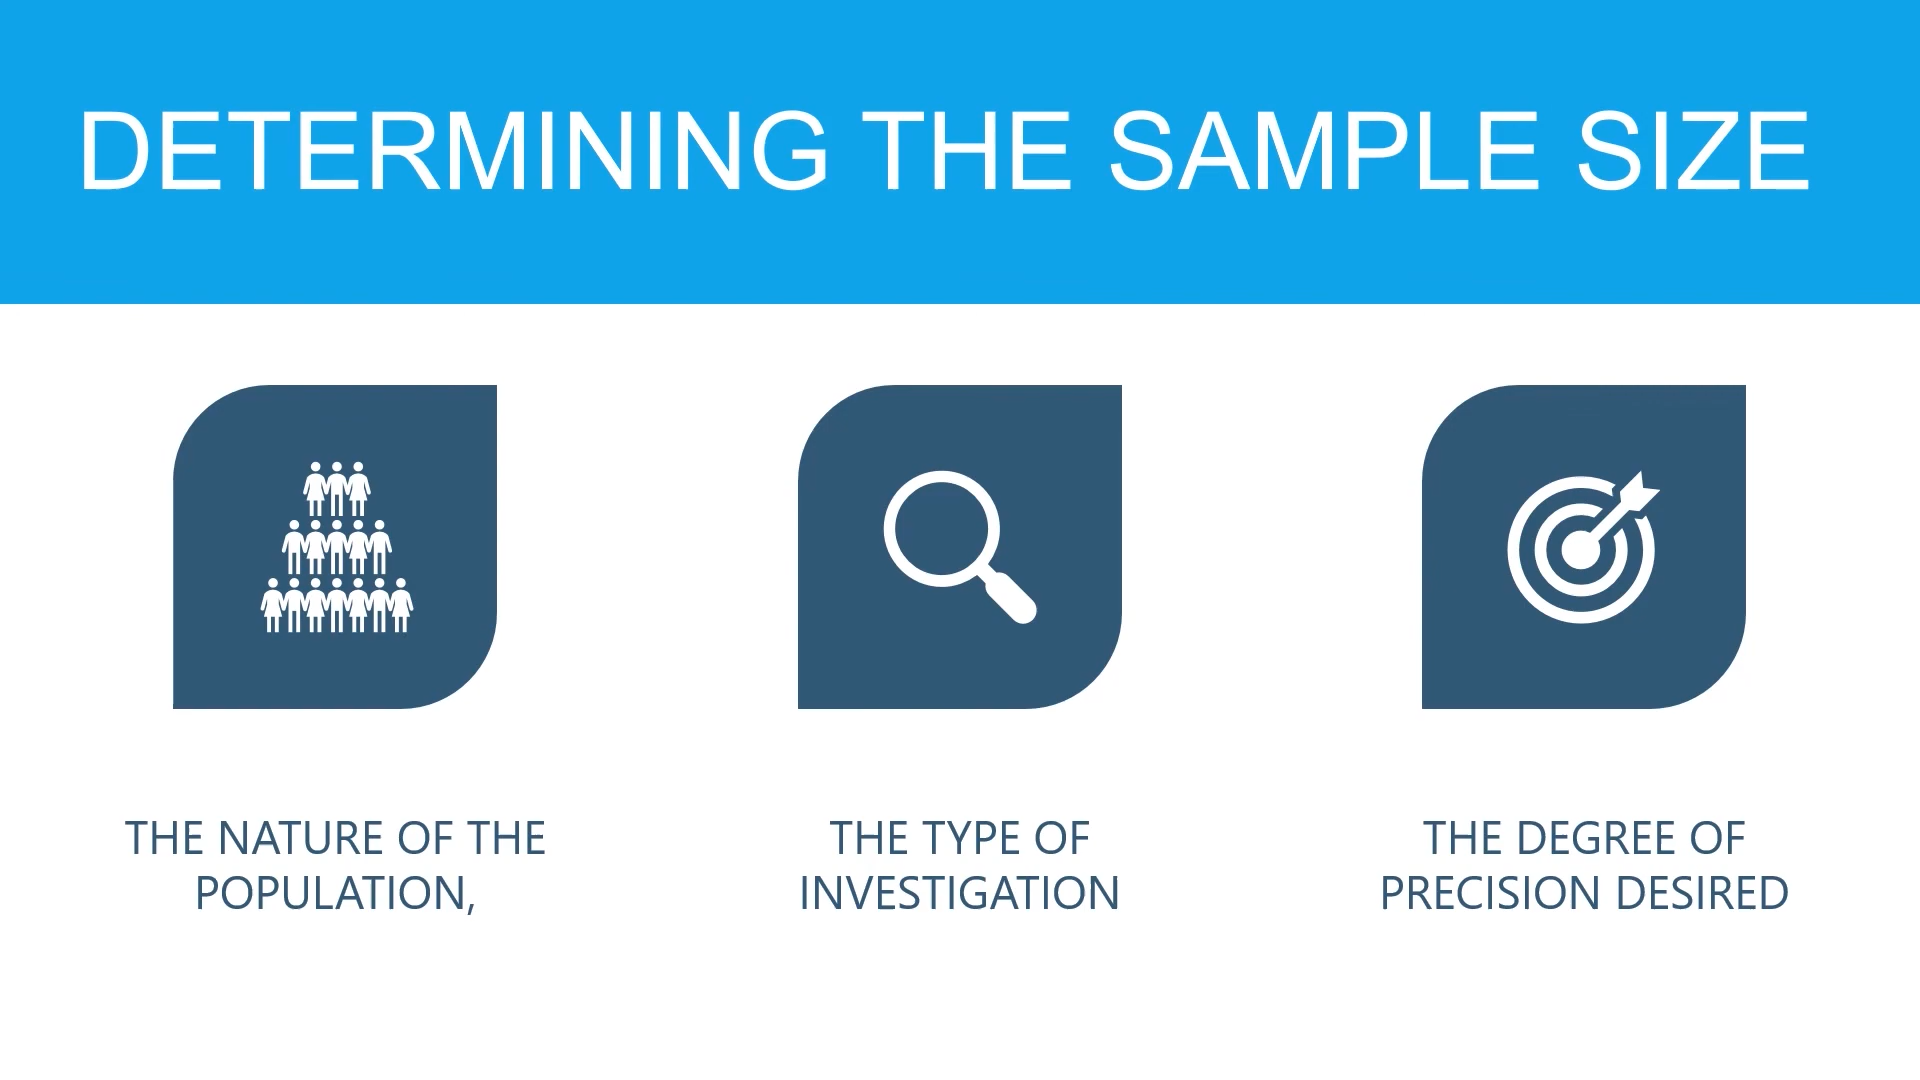 DETERMINING THE SAMPLE SIZE
THE NATURE OF THE
POPULATION,
THE TYPE OF
INVESTIGATION
THE DEGREE OF
PRECISION DESIRED